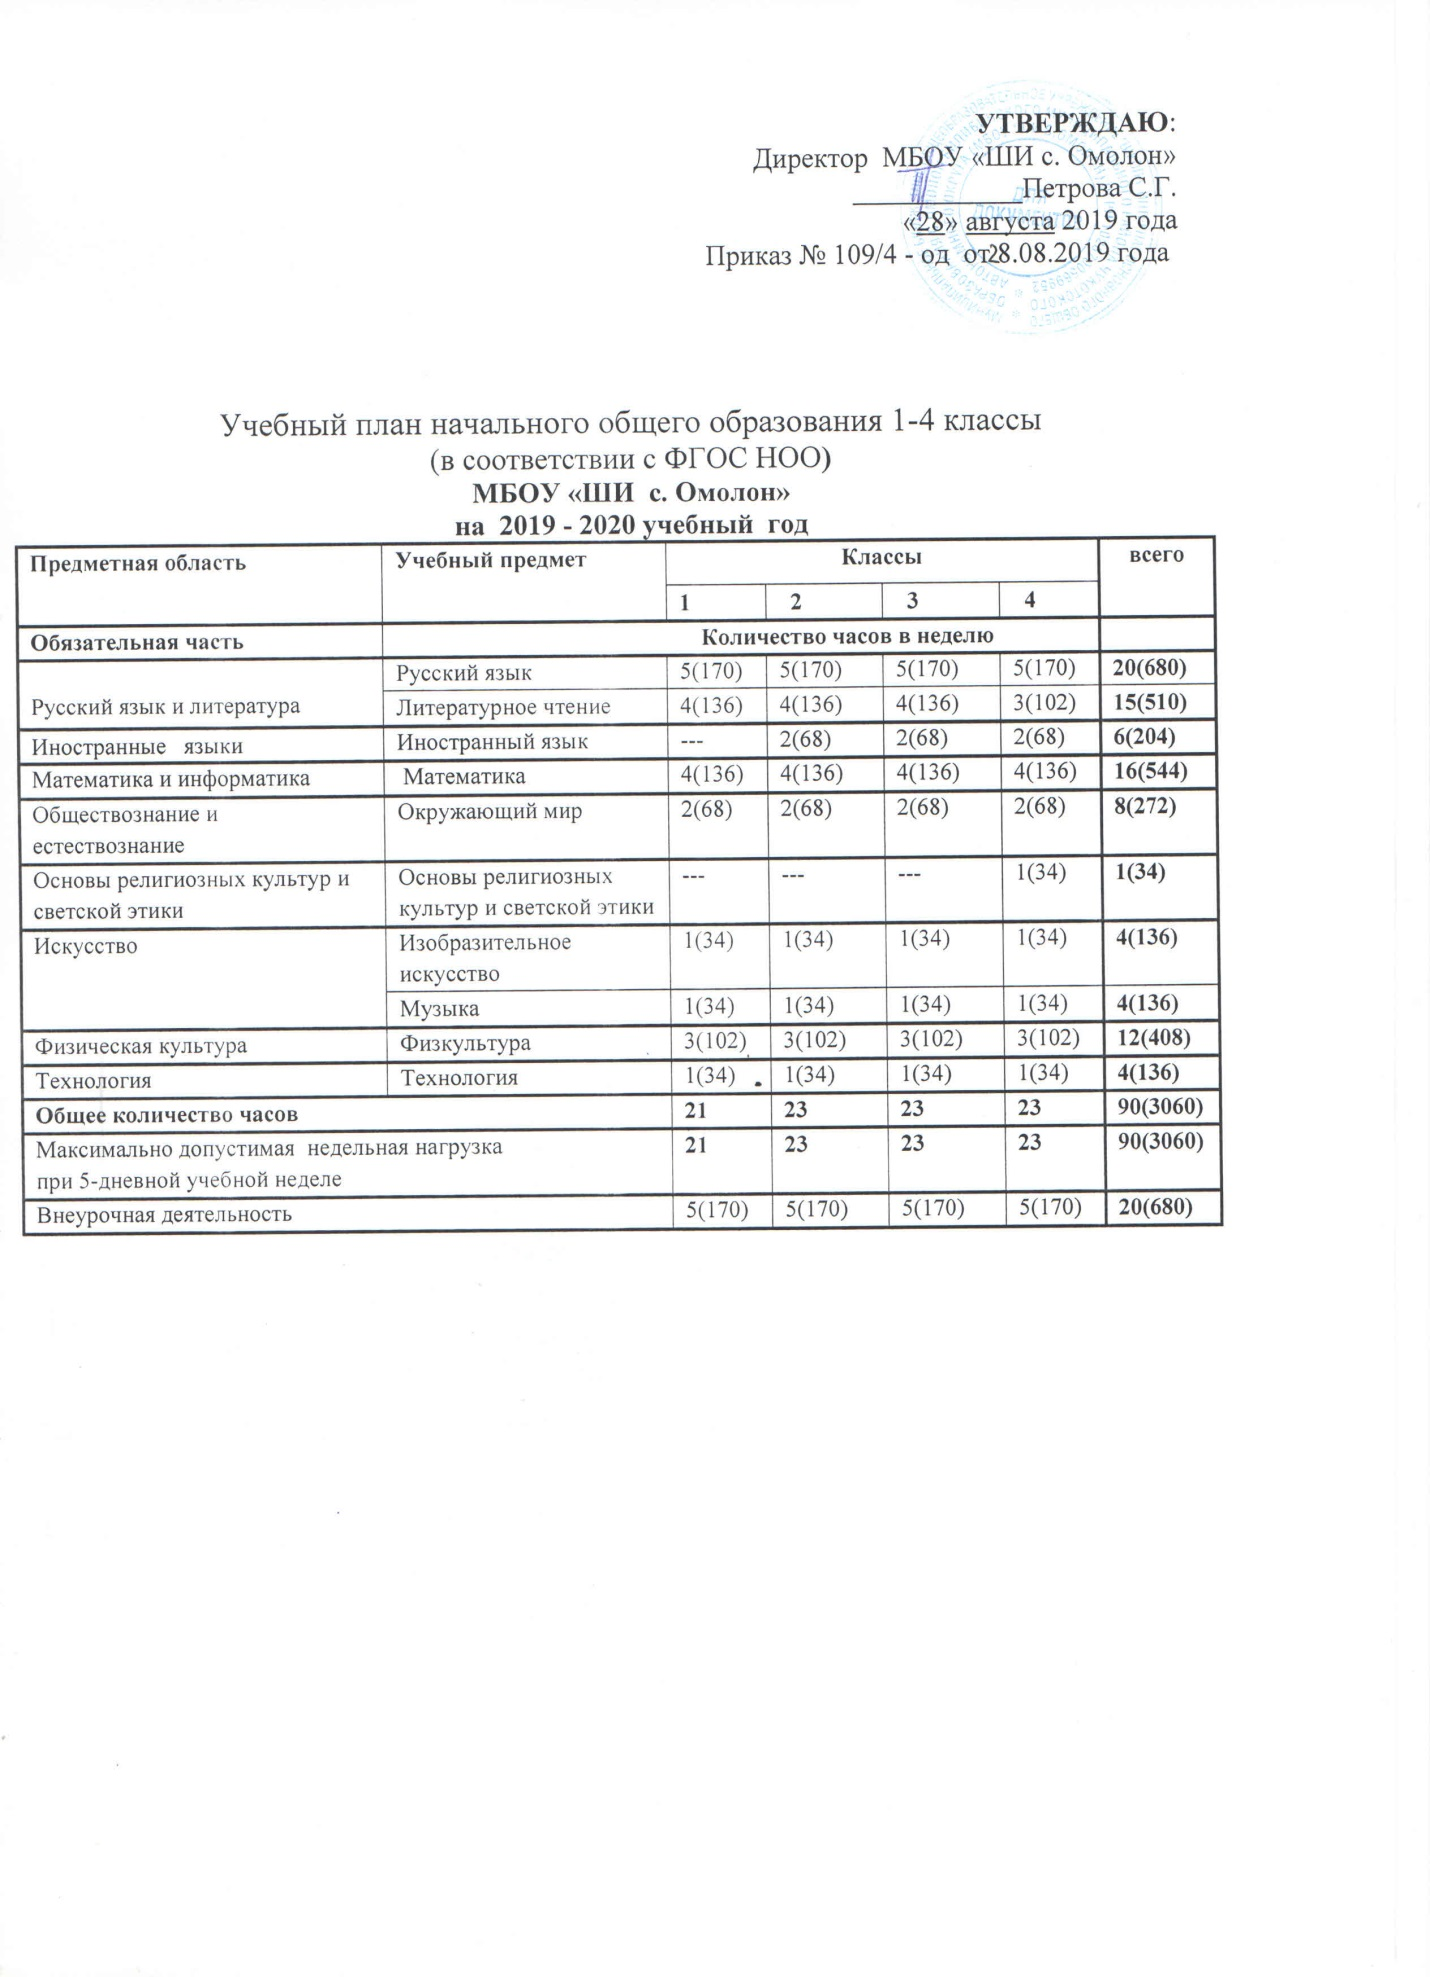 УТВЕРЖДАЮ:
Директор МБОУ «ШИ с. Омолон»
____________Петрова С.Г.
«28» августа 2019 года
Приказ № 109/4 - од от28.08.2019 года
ДЛЯ
ДОКУМЕНТОВ
Учебный план начального общего образования 1-4 классы
(в соответствии с ФГОС НОО)
МБОУ «ШИ с. Омолон»
на 2019 - 2020 учебный год
Предметная область Учебный предмет Классы всего
1 2 3 4
Обязательная часть Количество часов в неделю
Русский язык 5(170) 5(170) 5(170) 5(170) 20(680)
Русский язык и литература Литературное чтение 4(136) 4(136) 4(136) 3(102) 15(510)
Иностранные языки Иностранный язык --- 2(68) 2(68) 2(68) 6(204)
Математика и информатика Математика 4(136) 4(136) 4(136) 4(136) 16(544)
Обществознание и Окружающий мир 2(68) 2(68) 2(68) 2(68) 8(272)
естествознание
Основы религиозных культур и Основы религиозных --- --- --- 1(34) 1(34)
светской этики культур и светской этики
Искусство Изобразительное 1(34) 1(34) 1(34) 1(34) 4(136)
искусство
Музыка 1(34) 1(34) 1(34) 1(34) 4(136)
Физическая культура Физкультура 3(102) 3(102) 3(102) 3(102) 12(408)
Технология Технология 1(34) 1(34) 1(34) 1(34) 4(136)
Общее количество часов 21 23 23 23 90(3060)
Максимально допустимая недельная нагрузка 21 23 23 23 90(3060)
при 5-дневной учебной неделе
Внеурочная деятельность 5(170) 5(170) 5(170) 5(170) 20(680)